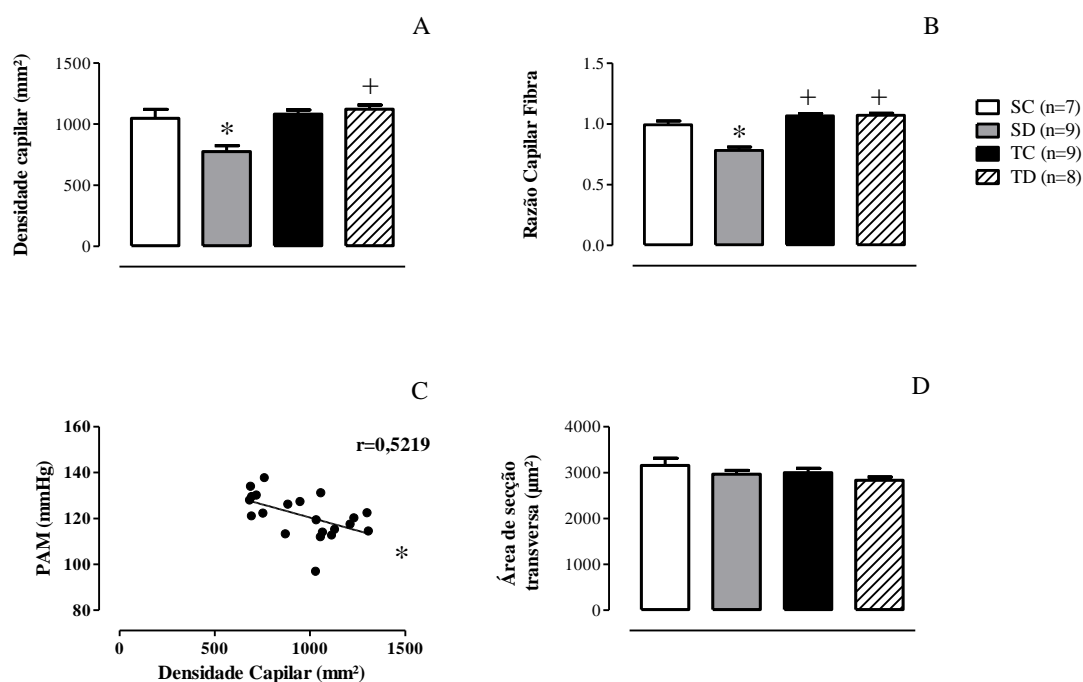 A
Densidade capilar (mm²)
1500
1000
500
0
*
+
B
Razão Capilar Fibra
1.5
1.0
0.5
0.0
*
+
+
SC (n=7)
SD (n=9)
TC (n=9)
TD (n=8)
C
PAM (mmHg)
160
140
120
100
80
r=0,5219
*
0
500
1000
1500
Densidade Capilar (mm²)
D
Área de secção
transversa (µm²)
4000
3000
2000
1000
0